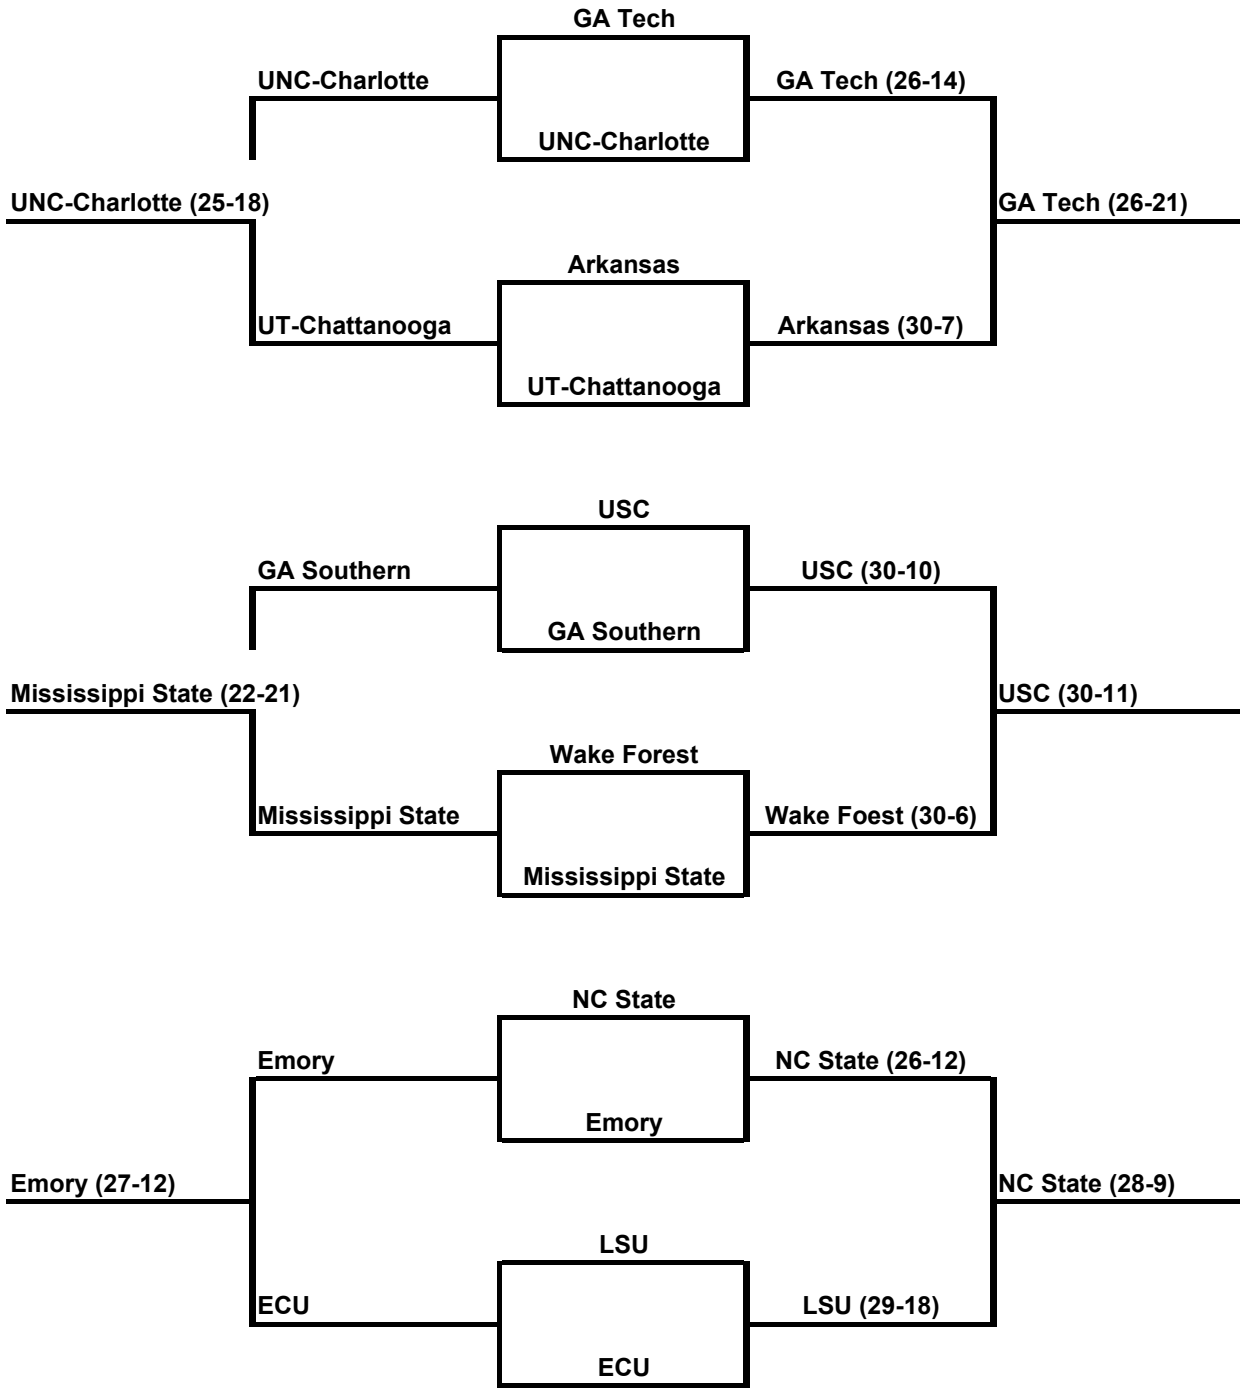 GA Tech
UNC-Charlotte
GA Tech (26-14)
UNC-Charlotte
UNC-Charlotte (25-18)
GA Tech (26-21)
Arkansas
UT-Chattanooga
Arkansas (30-7)
UT-Chattanooga
USC
GA Southern
USC (30-10)
GA Southern
Mississippi State (22-21)
USC (30-11)
Wake Forest
Mississippi State
Wake Foest (30-6)
Mississippi State
NC State
Emory
NC State (26-12)
Emory
Emory (27-12)
NC State (28-9)
LSU
ECU
LSU (29-18)
ECU